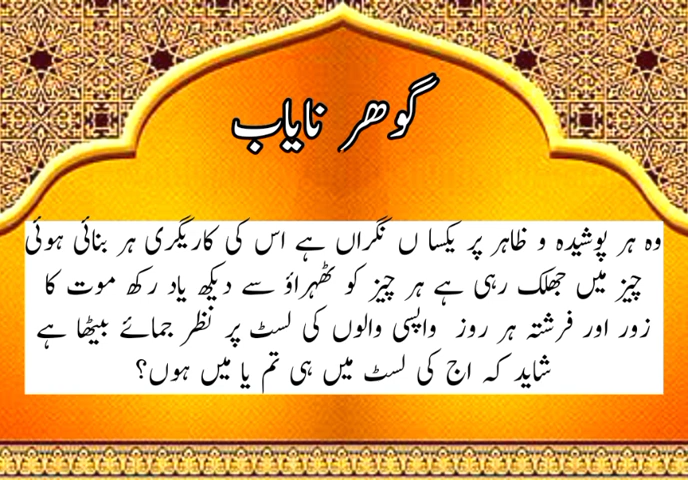 گوھر نایاب
وہ ہر پوشیدہ و ظاہر پر یکسا ں نگراں ہے اس کی کاریگری ہر بنائی ہوئی
چیز میں جھلک رہی ہے ہر چیز کو ٹھہراؤ سے دیکھ یاد رکھ موت کا
زور اور فرشتہ ہر روز واپسی والوں کی لسٹ پر نظر جمائے بیٹھا ہے
شاید کہ اج کی لسٹ میں ہی تم یا میں ہوں؟